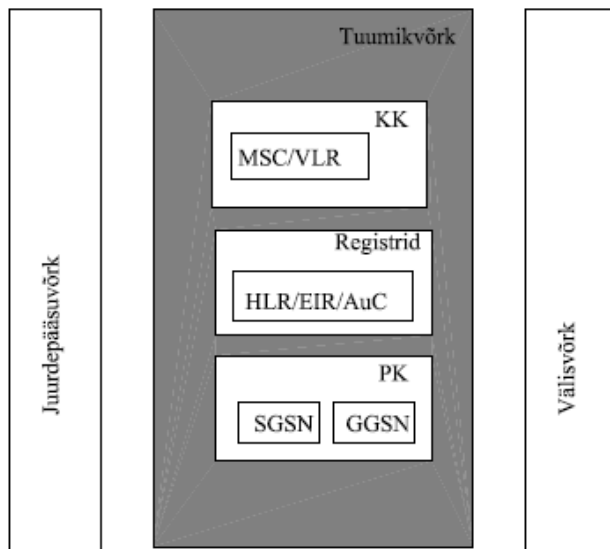 Tuumikvõrk
KK
MSC/VLR
Registrid
HLR/EIR/AuC
PK
SGSN GGSN
Juurdepääsuvõrk
Välisvõrk